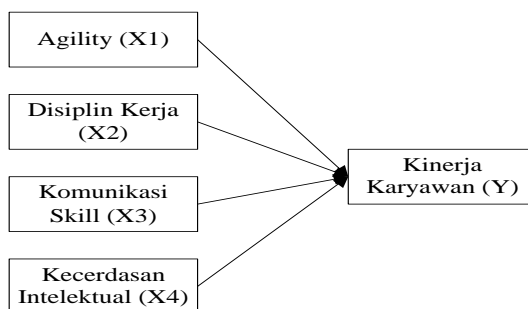 Agility (X1)
Disiplin Kerja
(X2)
Komunikasi
Skill (X3)
Kecerdasan
Intelektual (X4)
Kinerja
Karyawan (Y)